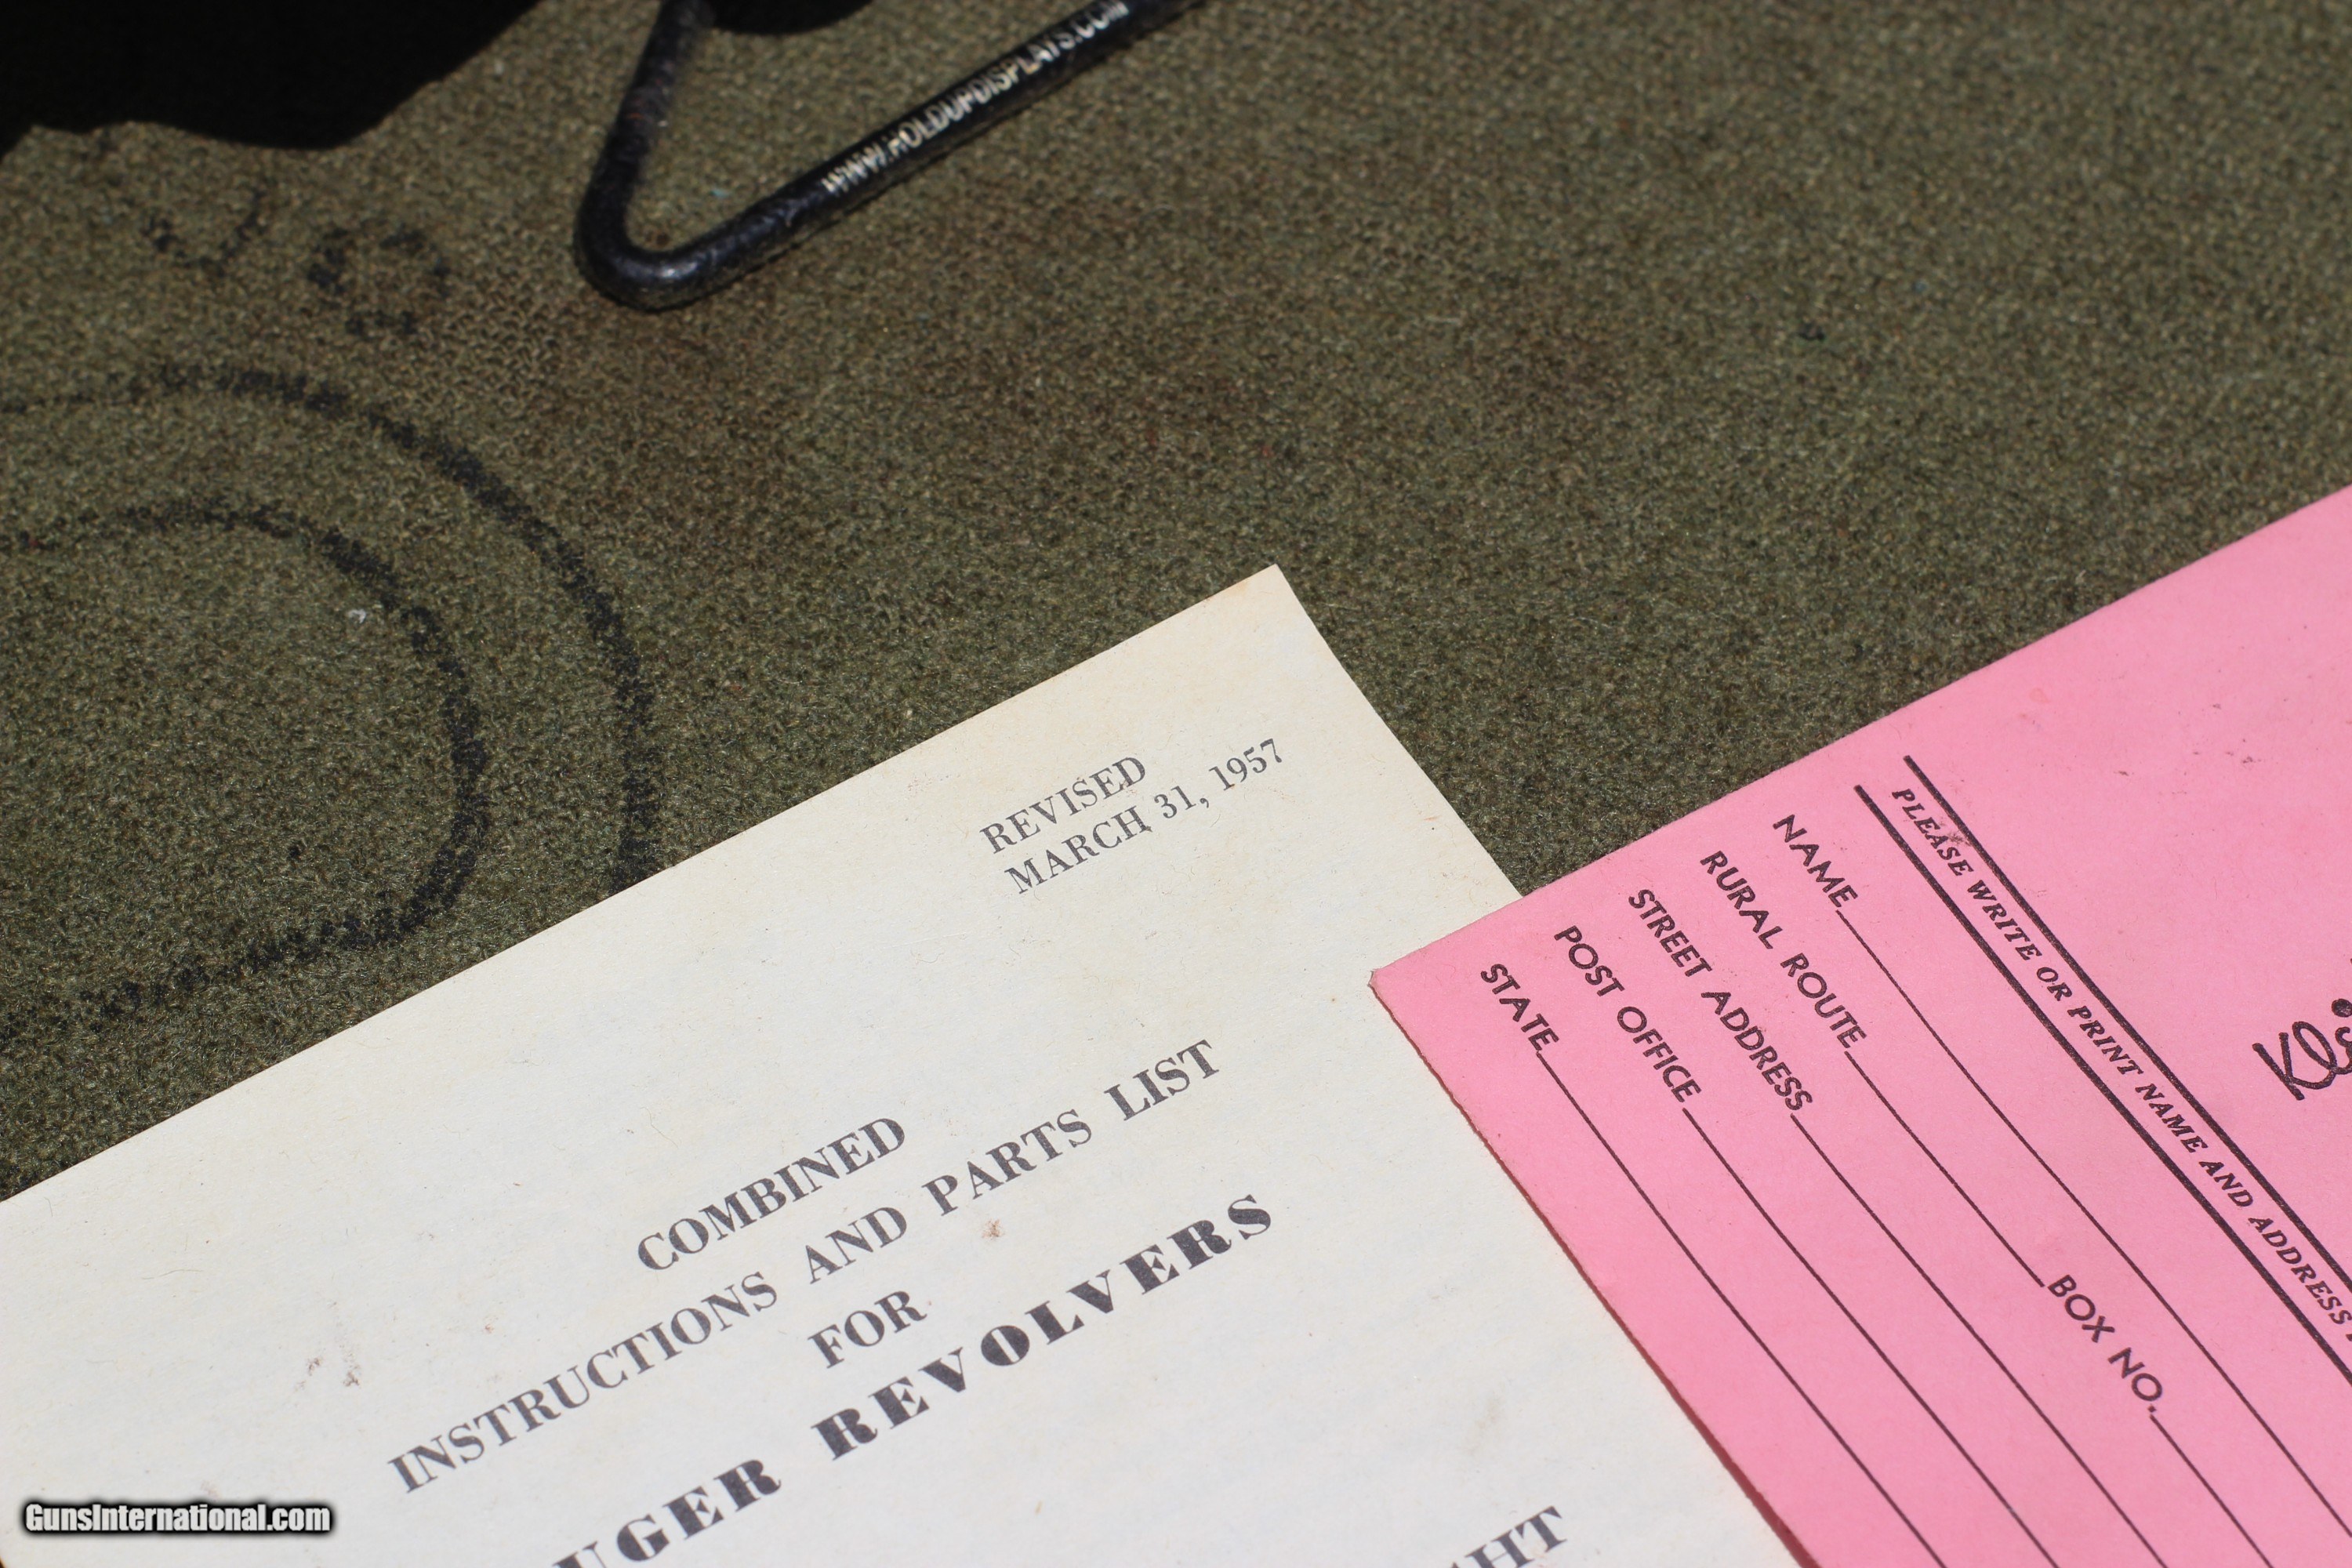 WWW.HOLDUPDISPLAYS.COM
REVISED
MARCH 31, 1957
COMBINED
INSTRUCTIONS AND PARTS LIST
FOR
UGER REVOLVERS
HT
PLEASE WRITE OR PRINT NAME AND ADDRESS
NAME
RURAL ROUTE BOX NO.
STREET ADDRESS
POST OFFICE
STATE
GunsInternational.com